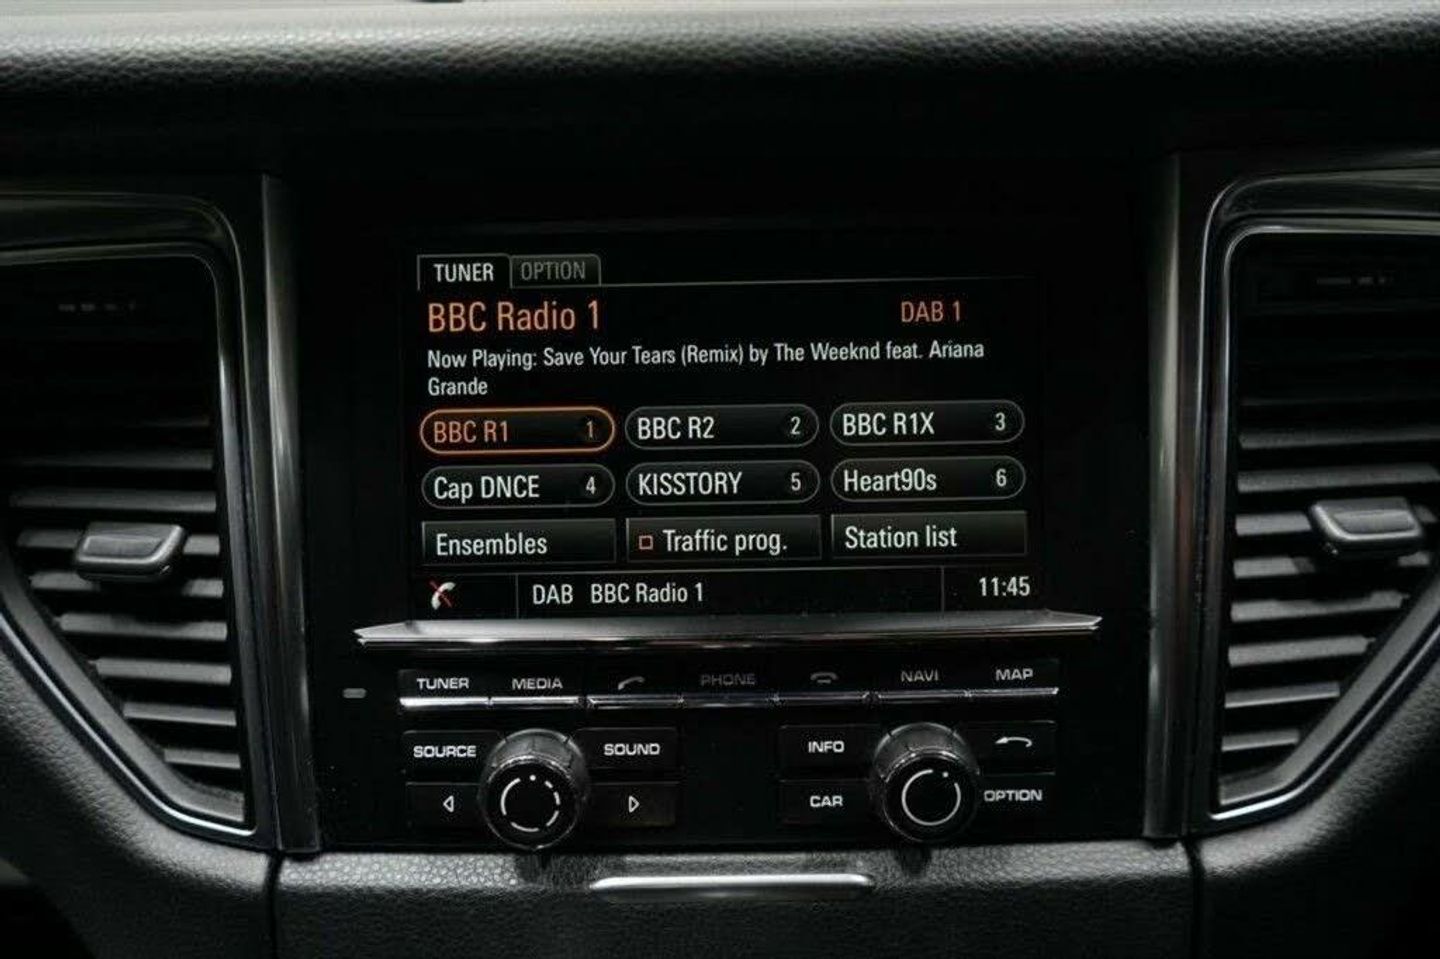 TUNER OPTION
BBC Radio 1 DAB 1
Now Playing: Save Your Tears (Remix) by The Weeknd feat. Ariana
Grande
BBC R1 1 BBC R2 2 BBC R1X 3
Cap DNCE 4 KISSTORY 5 Heart90s 6
Ensembles Traffic prog. Station list
DAB BBC Radio 1 11:45
TUNER MEDIA PHONE NAVI MAP
SOURCE SOUND INFO
CAR OPTION